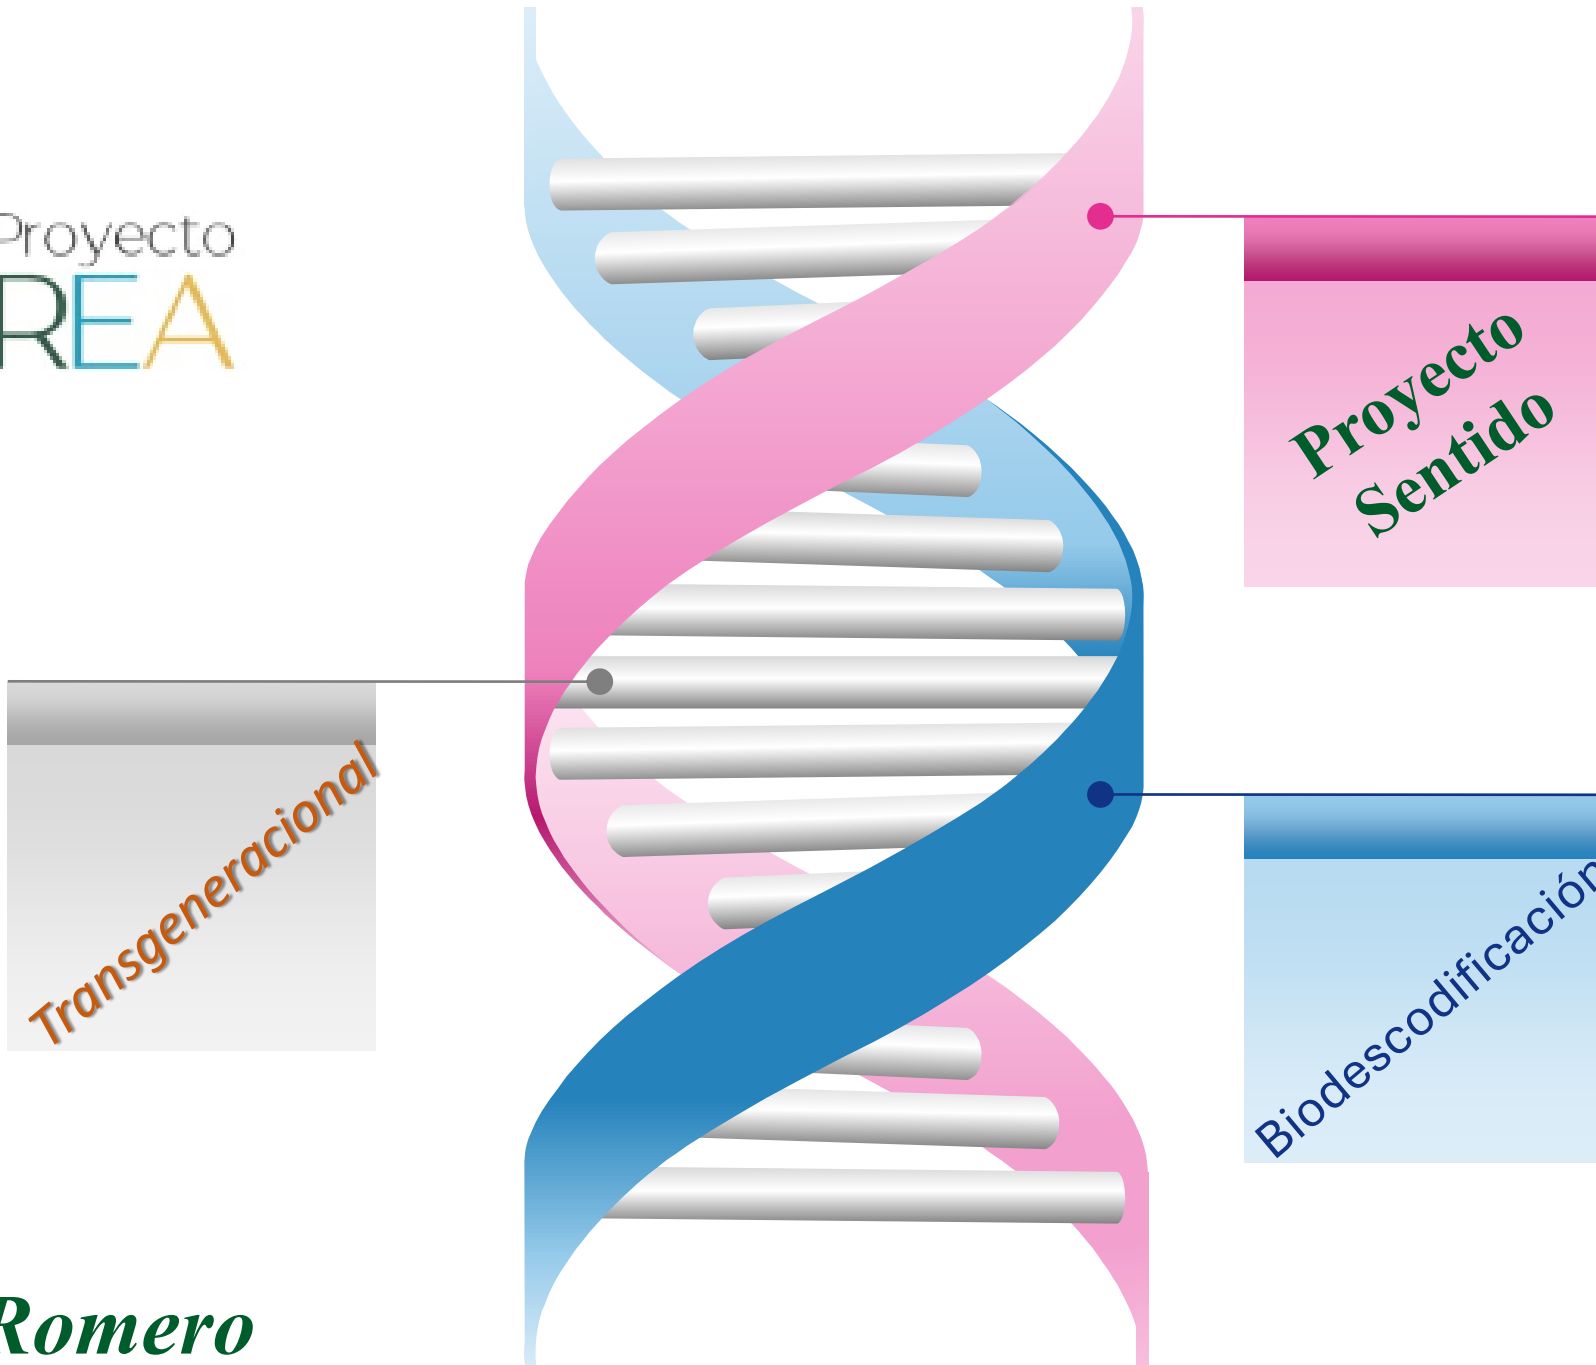 Proyecto
REA
Proyecto
Sentido
Transgeneracional
Biodescodificación
Romero